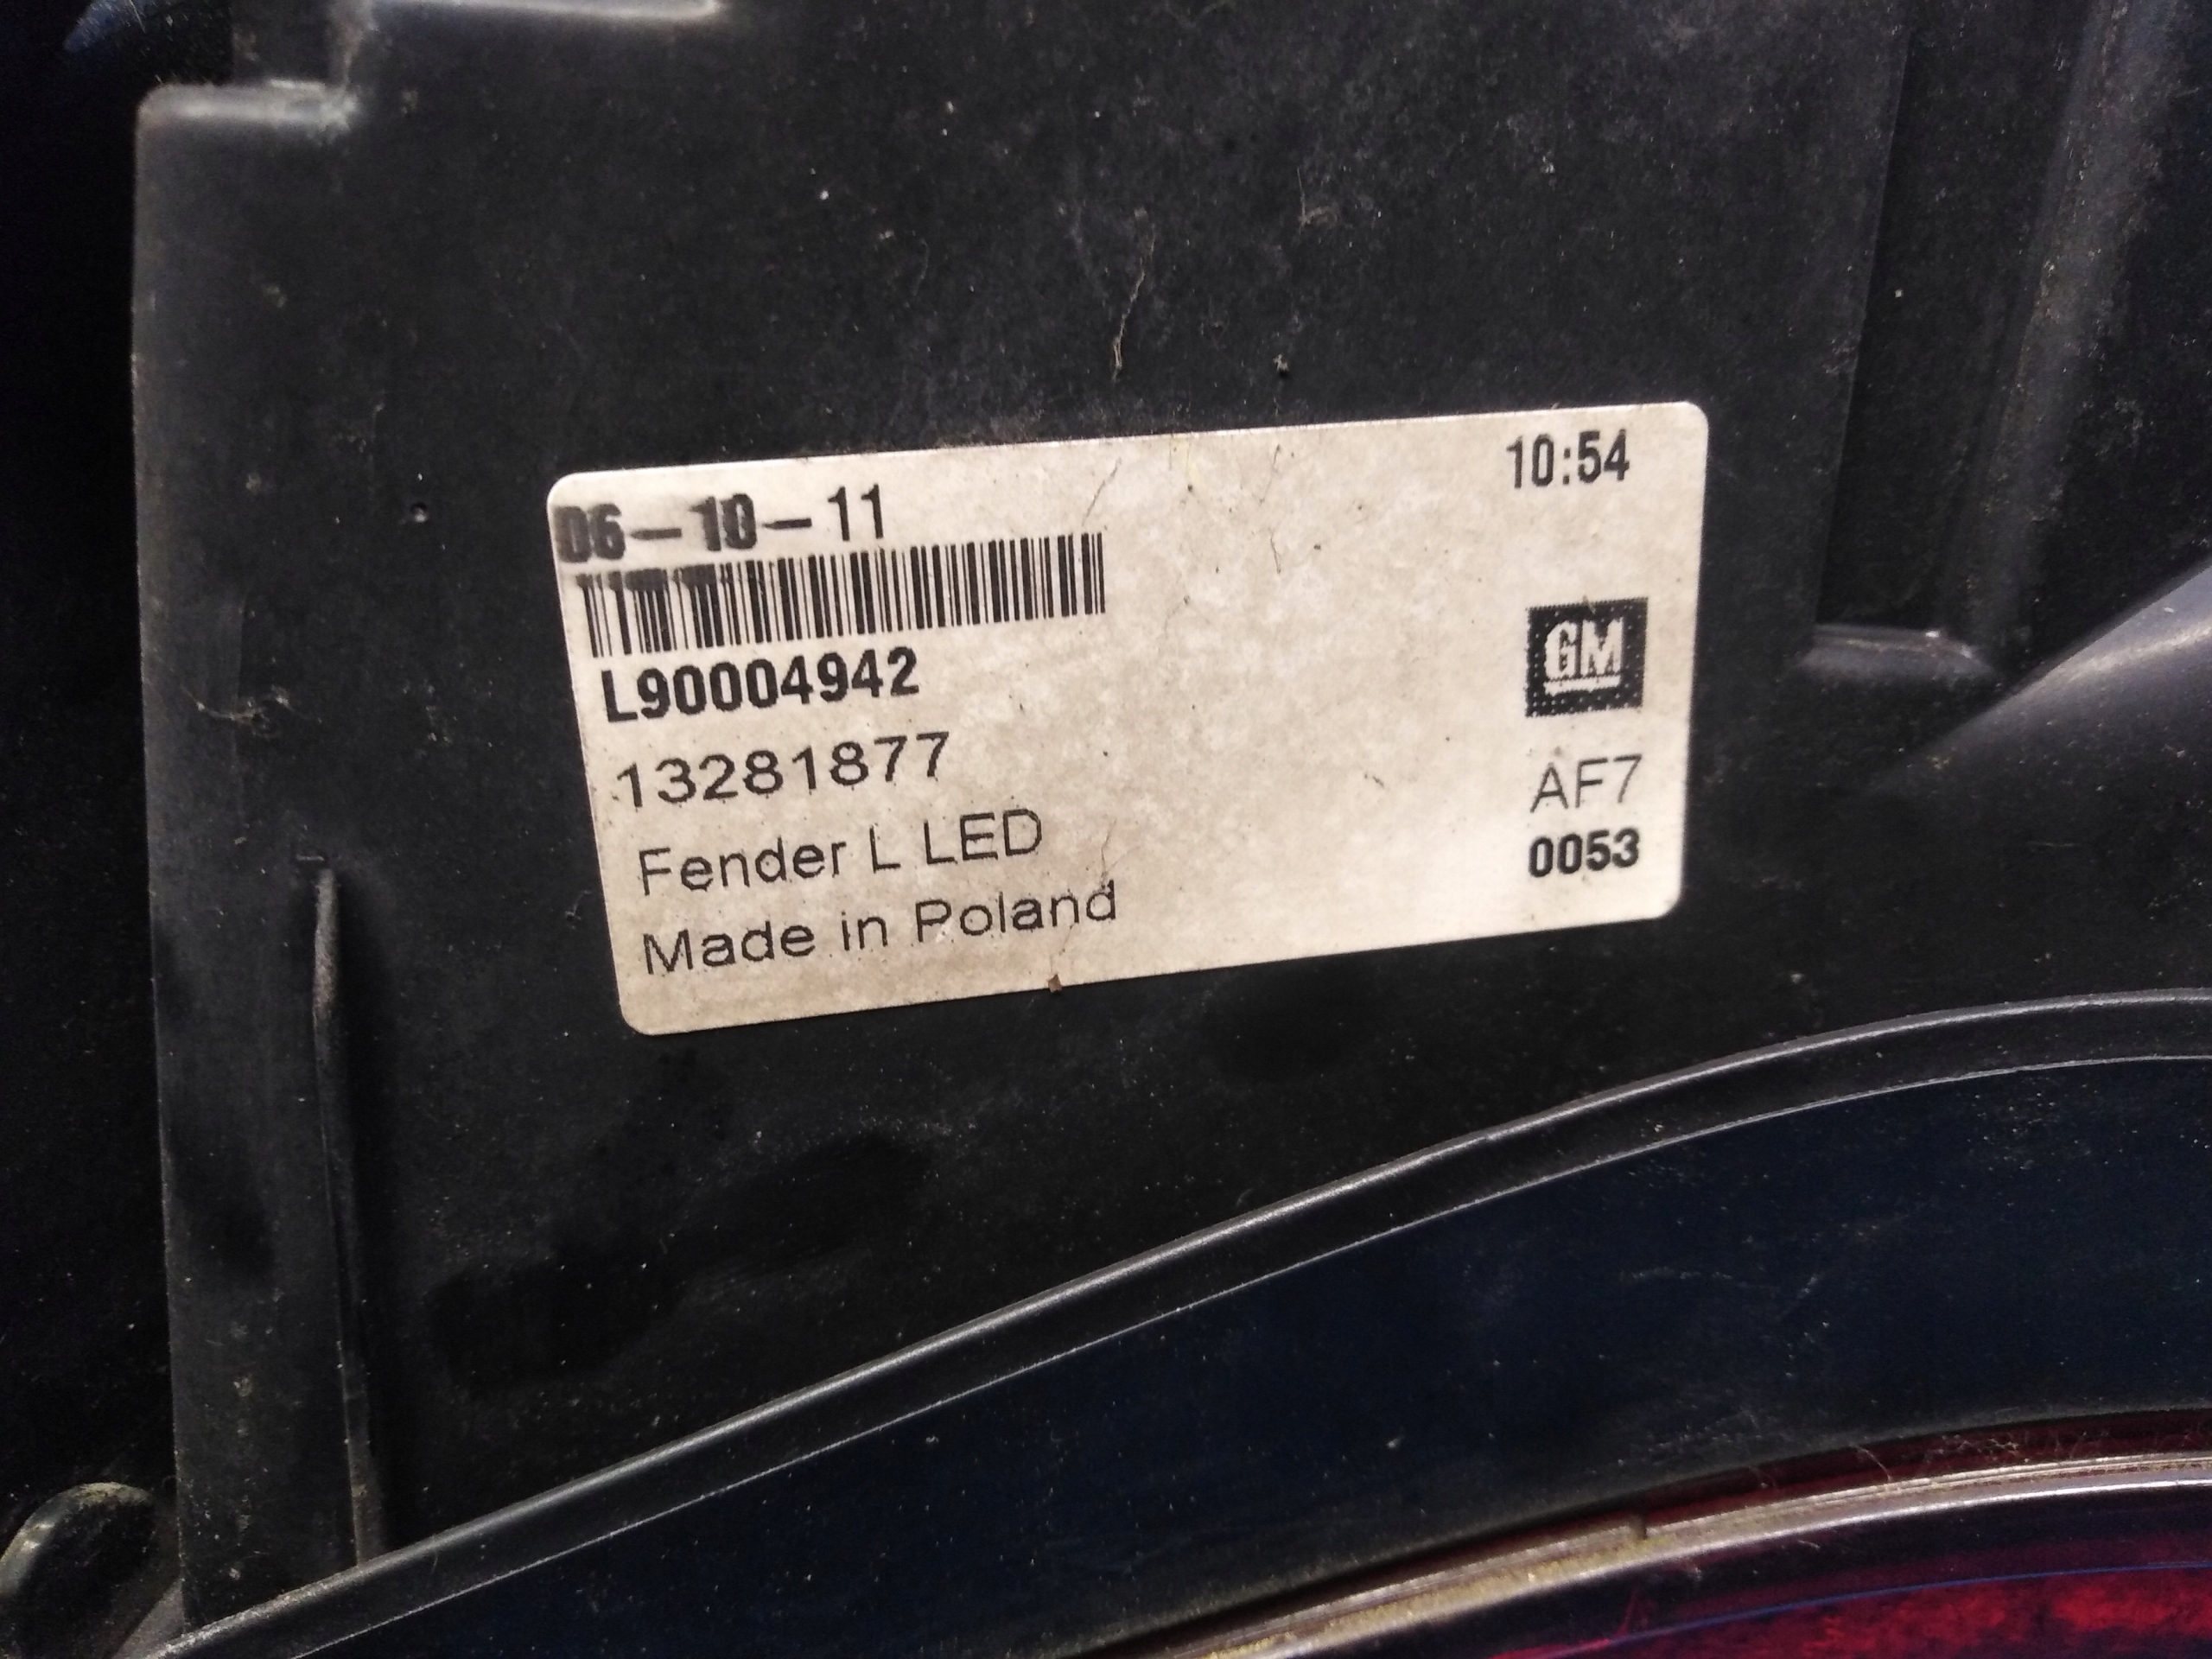 06-10-11 10:54
L90004942
GM
13281877
AF7
Fender L LED
0053
Made in Poland